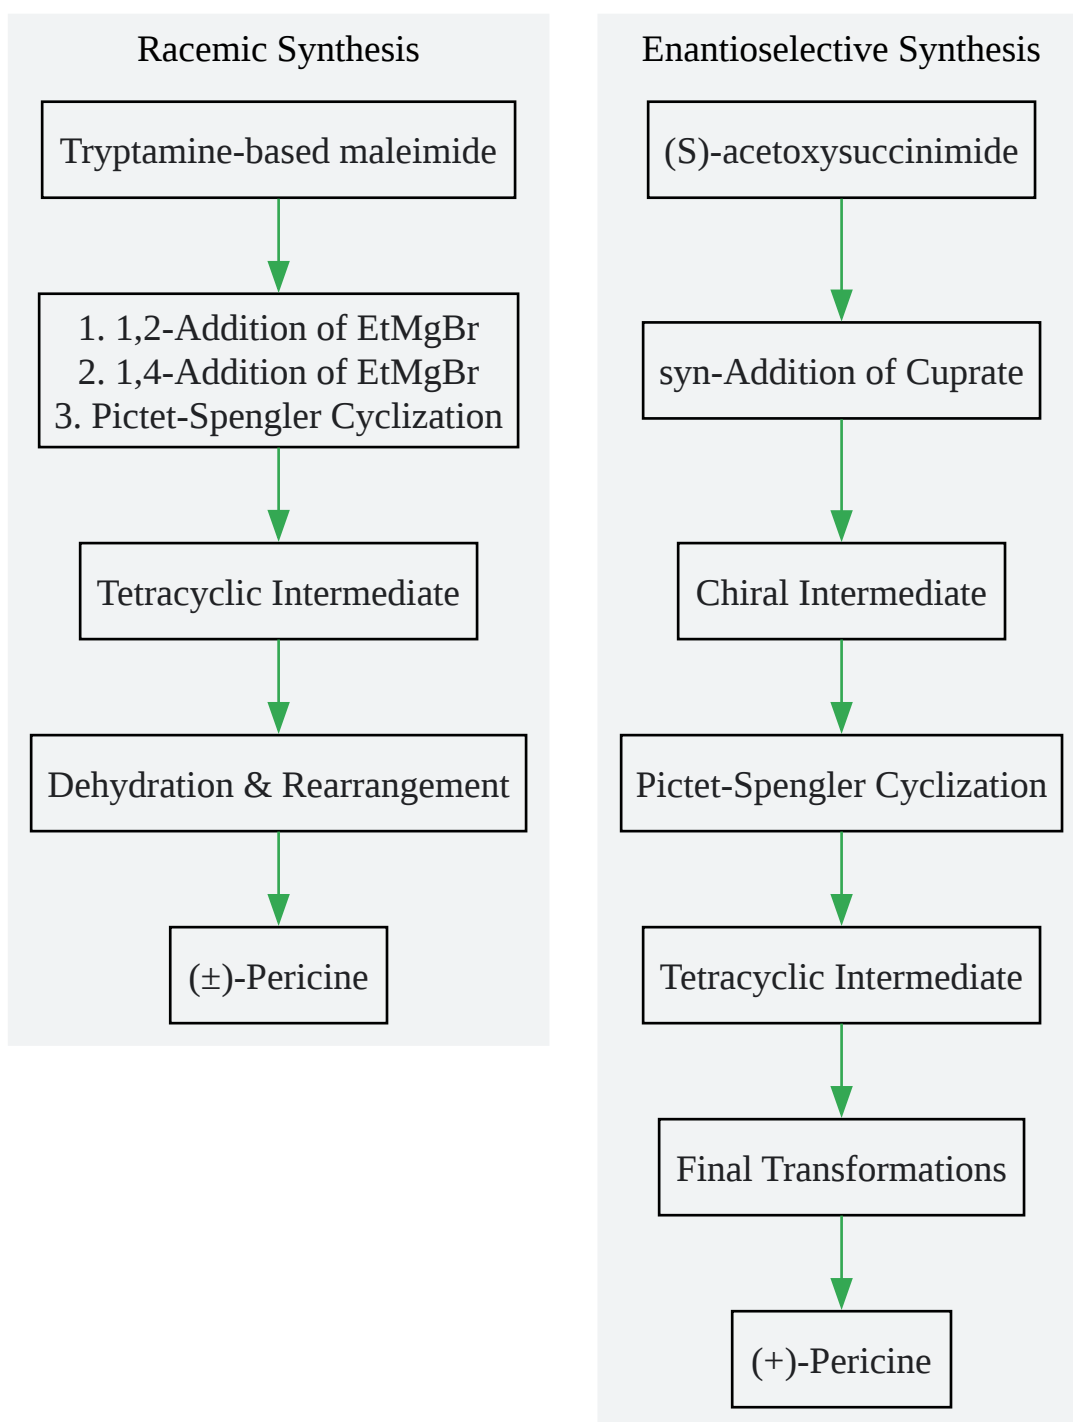 Racemic Synthesis
Tryptamine-based maleimide
1. 1,2-Addition of EtMgBr
2. 1,4-Addition of EtMgBr
3. Pictet-Spengler Cyclization
Tetracyclic Intermediate
Dehydration & Rearrangement
(±)-Pericine
Enantioselective Synthesis
(S)-acetoxysuccinimide
syn-Addition of Cuprate
Chiral Intermediate
Pictet-Spengler Cyclization
Tetracyclic Intermediate
Final Transformations
(+)-Pericine